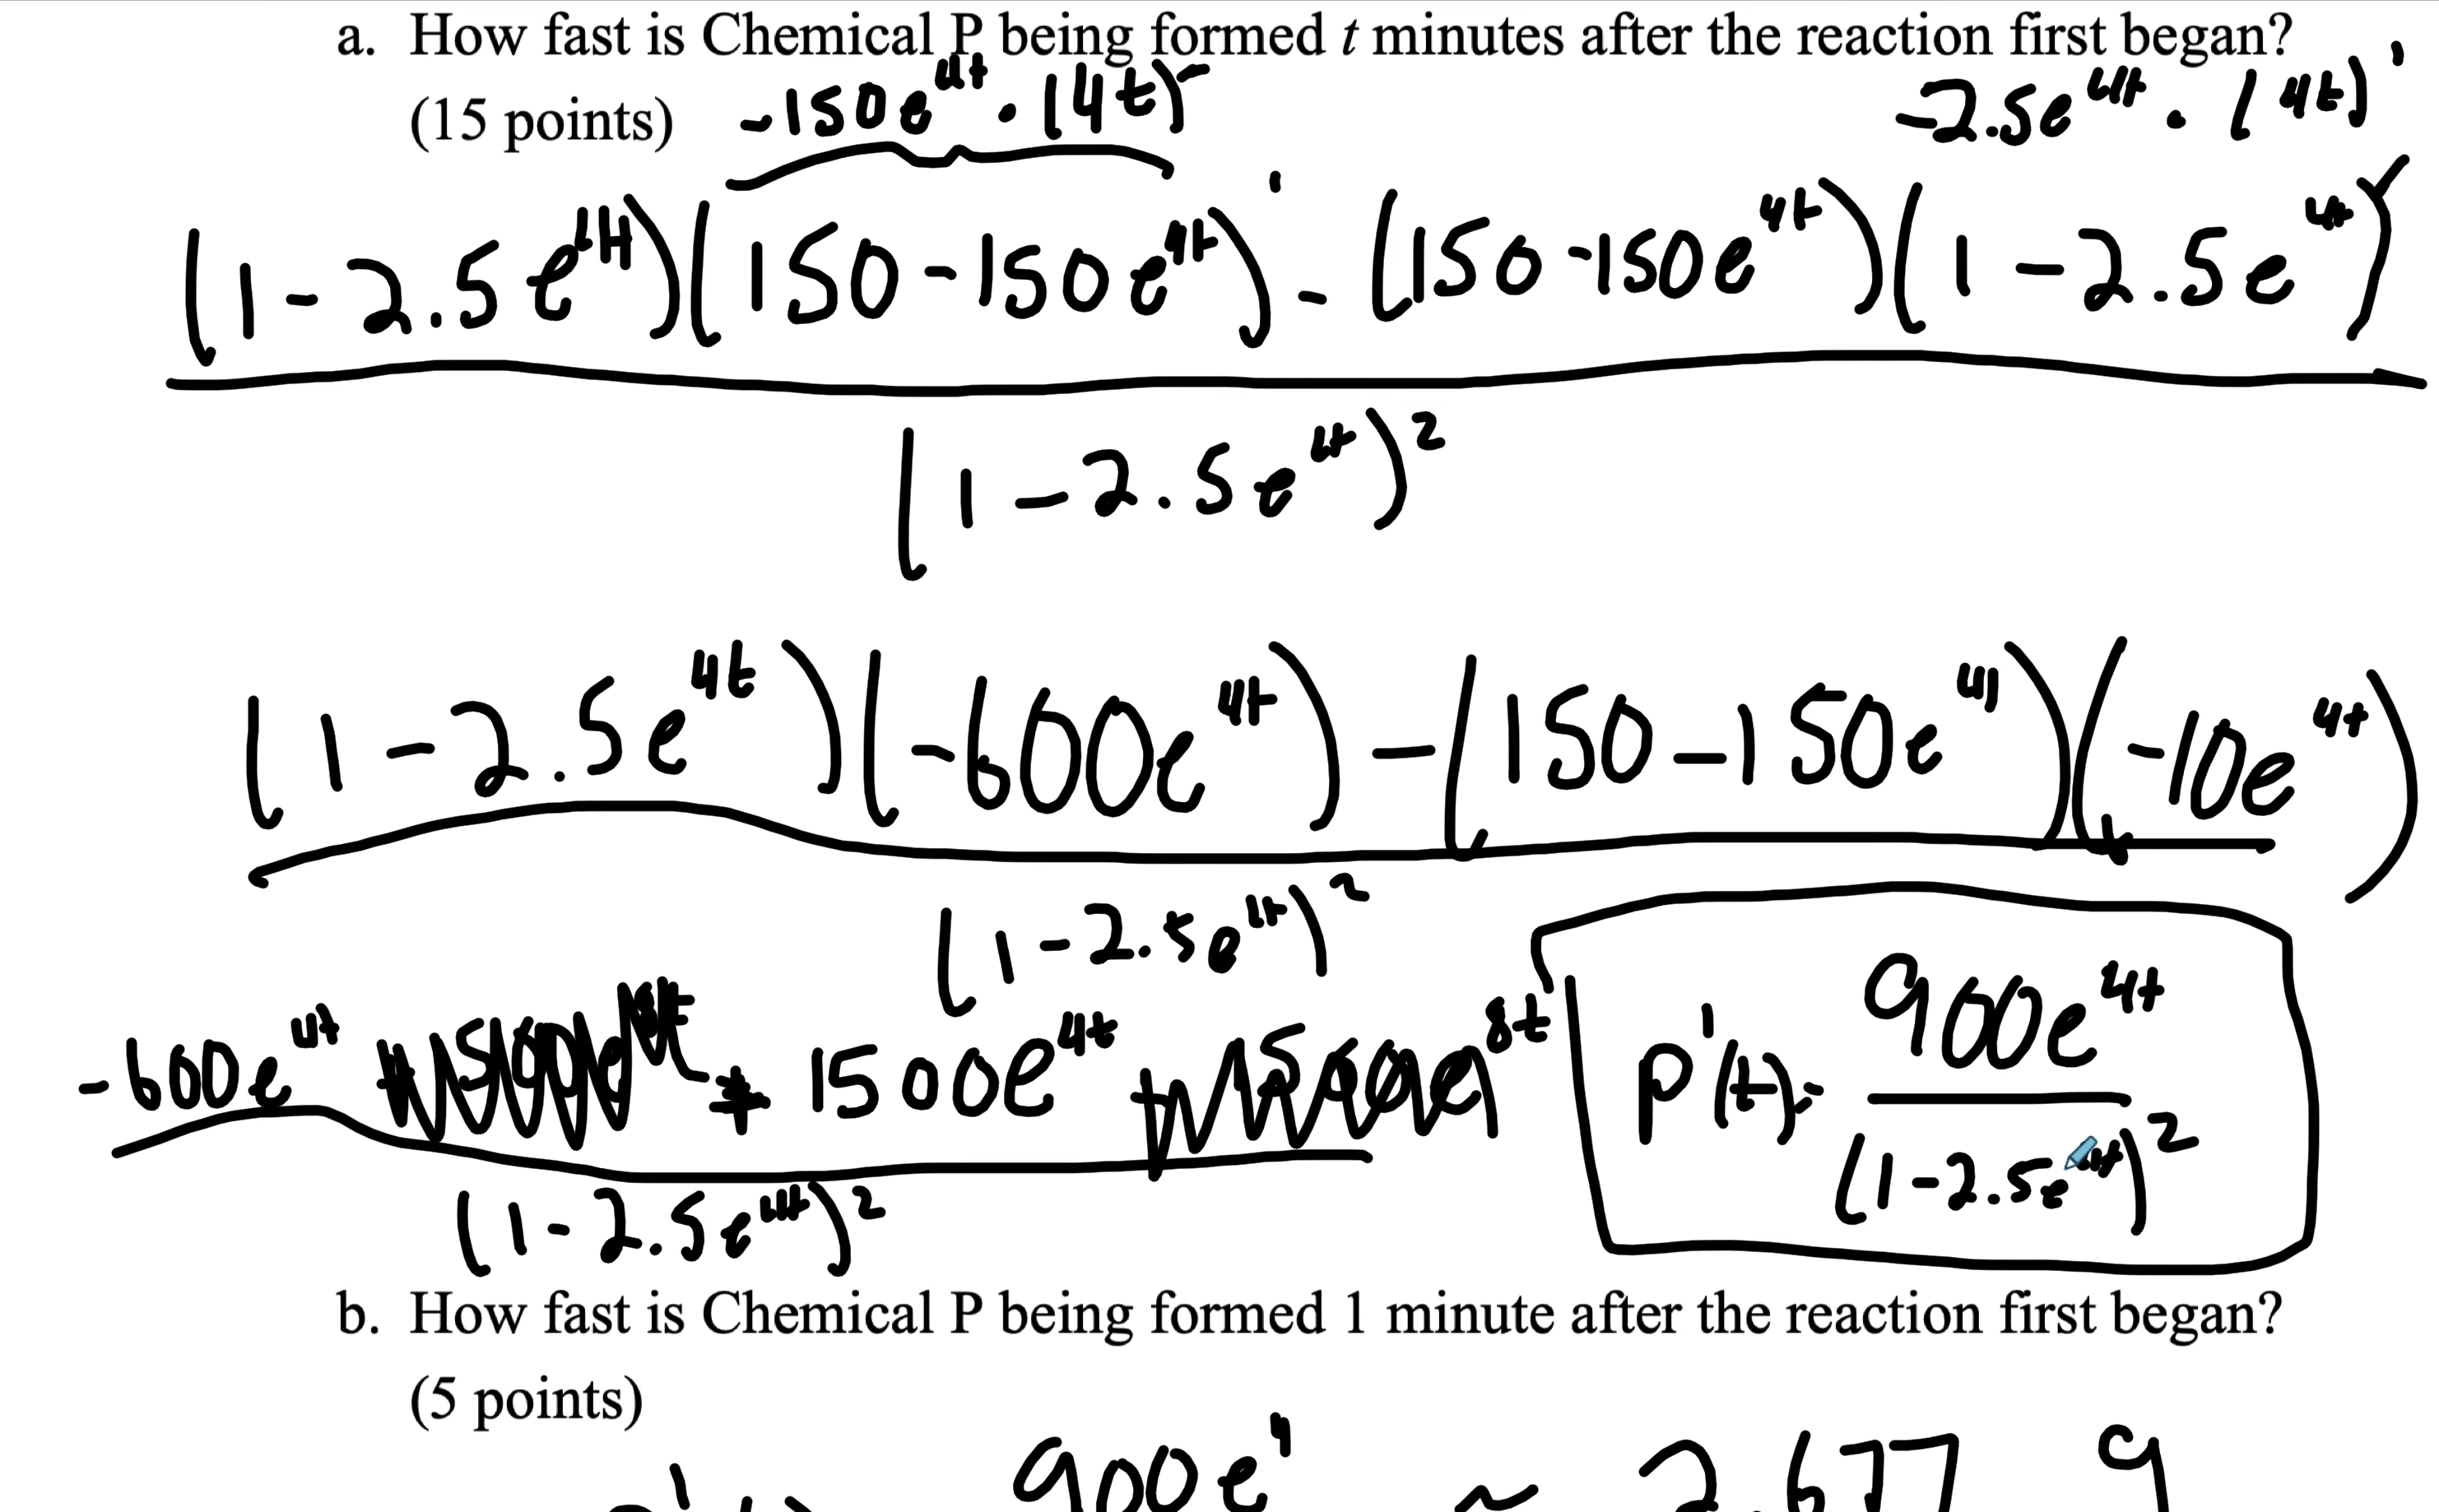 a. How fast is Chemical P being formed t minutes after the reaction first began?
(15 points) -150e^4t · (4t)' -2.5e^4t · (4t)'
(1-2.5e^4t)(150-150e^4t)' - (150-150e^4t)(1-2.5e^4t)'
(1-2.5e^4t)^2
(1-2.5e^4t)(-600e^4t) - (150-150e^4t)(-10e^4t)
(1-2.5e^4t)^2
-600e^4t + 1500e^4t
(1-2.5e^4t)^2
P'(t) = 900e^4t
(1-2.5e^4t)^2
b. How fast is Chemical P being formed 1 minute after the reaction first began?
(5 points)
900e^4 ≈ 2.677 g